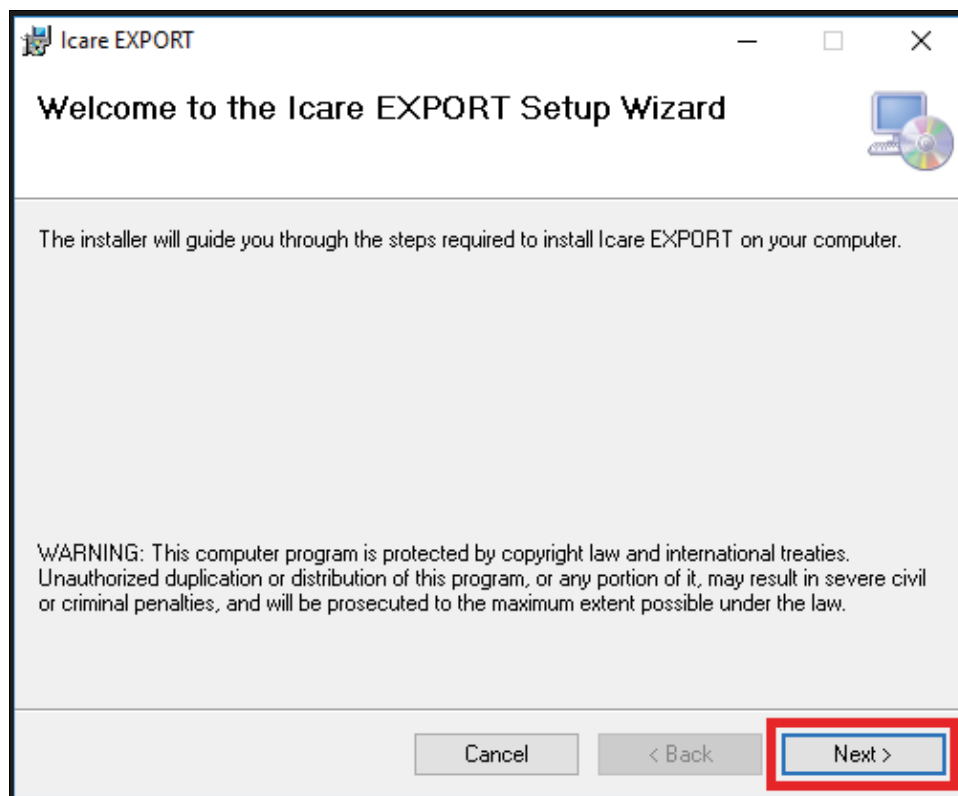 Icare EXPORT
Welcome to the Icare EXPORT Setup Wizard
The installer will guide you through the steps required to install Icare EXPORT on your computer.
WARNING: This computer program is protected by copyright law and international treaties.
Unauthorized duplication or distribution of this program, or any portion of it, may result in severe civil
or criminal penalties, and will be prosecuted to the maximum extent possible under the law.
Cancel < Back Next >